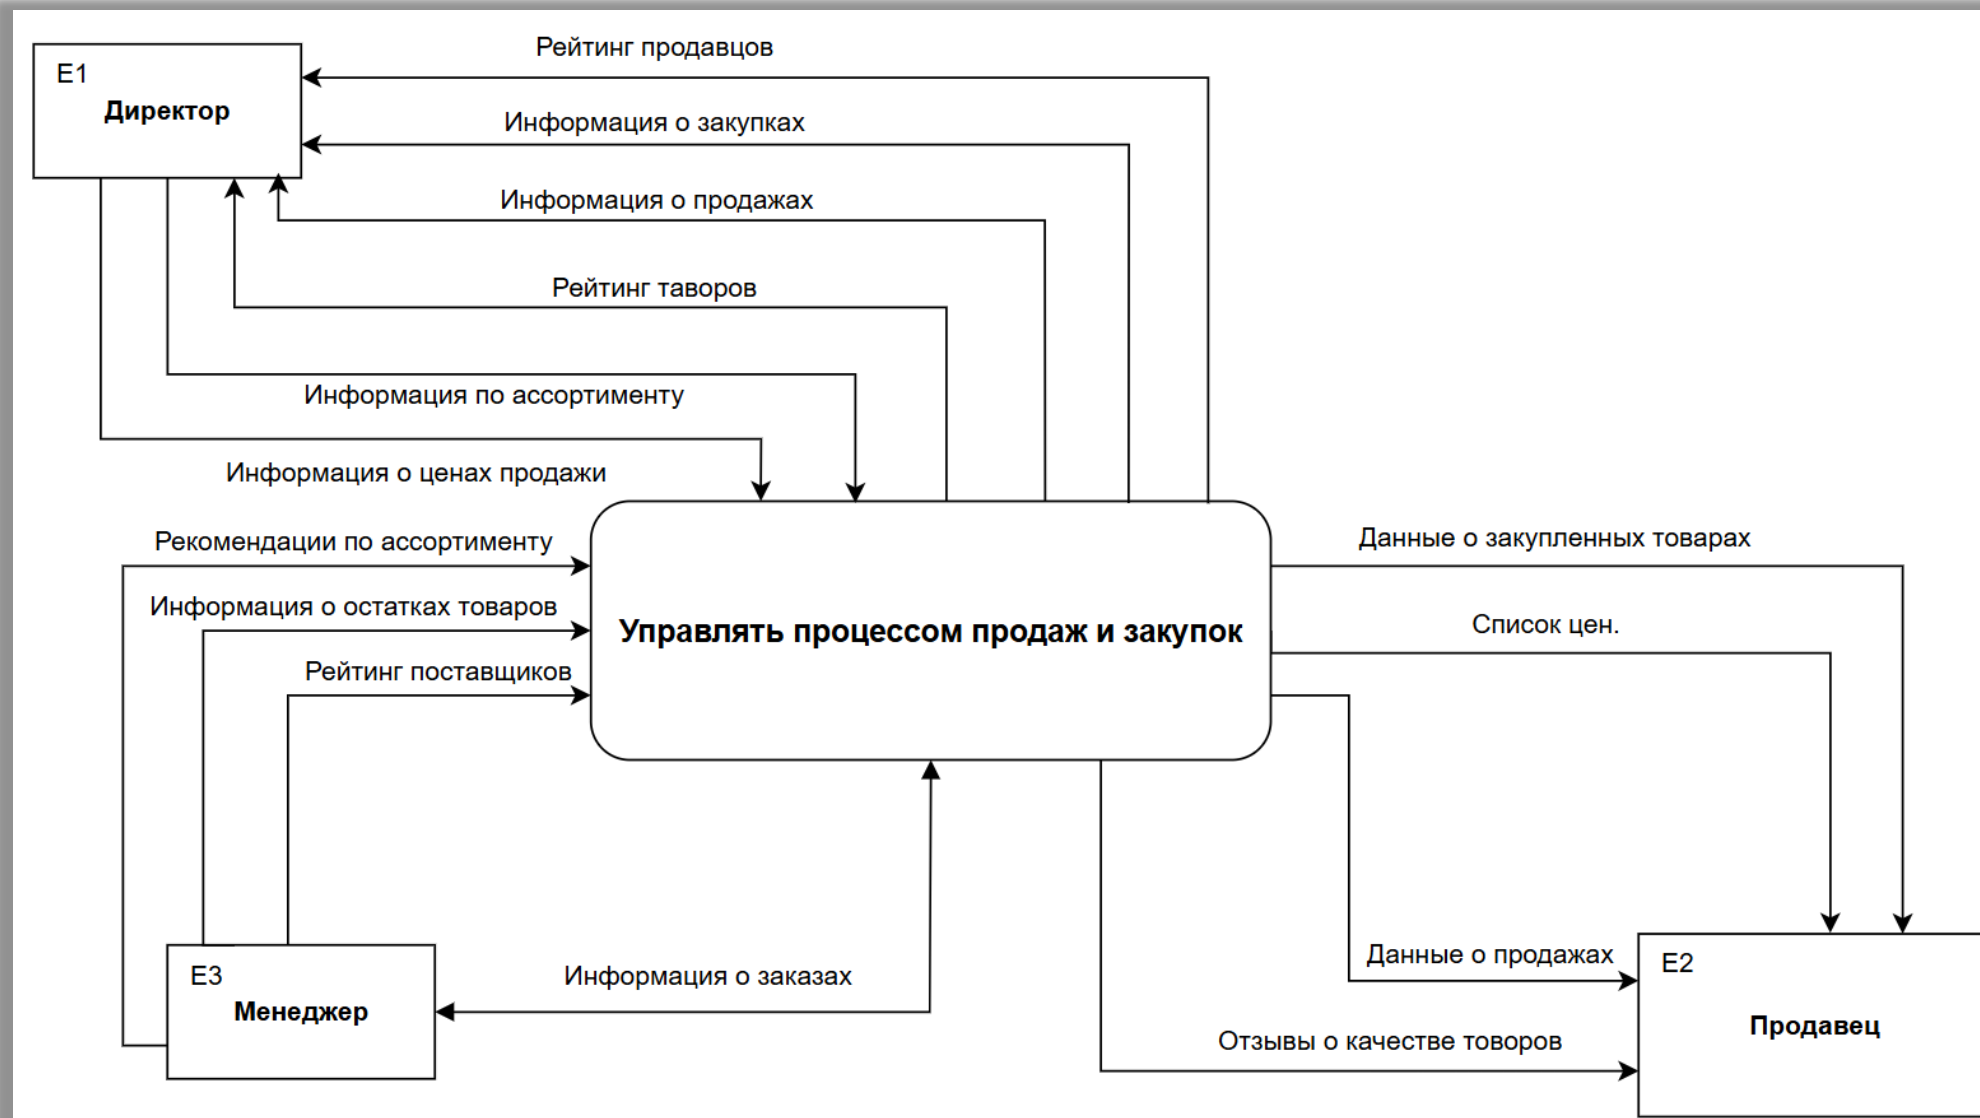 Рейтинг продавцов
E1
Директор
Информация о закупках
Информация о продажах
Рейтинг таворов
Информация по ассортименту
Информация о ценах продажи
Рекомендации по ассортименту
Данные о закупленных товарах
Информация о остатках товаров
Список цен.
Управлять процессом продаж и закупок
Рейтинг поставщиков
Данные о продажах
E2
E3
Информация о заказах
Менеджер
Продавец
Отзывы о качестве товоров